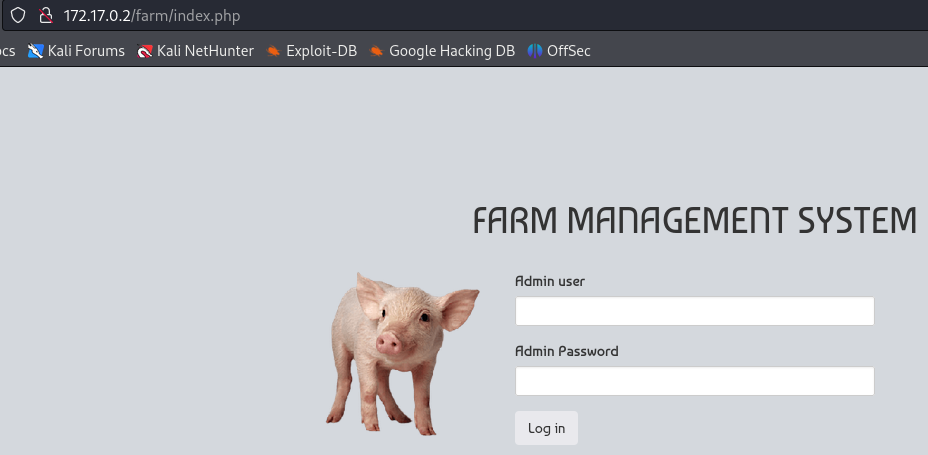 172.17.0.2/farm/index.php
ocs Kali Forums Kali NetHunter Exploit-DB Google Hacking DB OffSec
FARM MANAGEMENT SYSTEM
Admin user
Admin Password
Log in